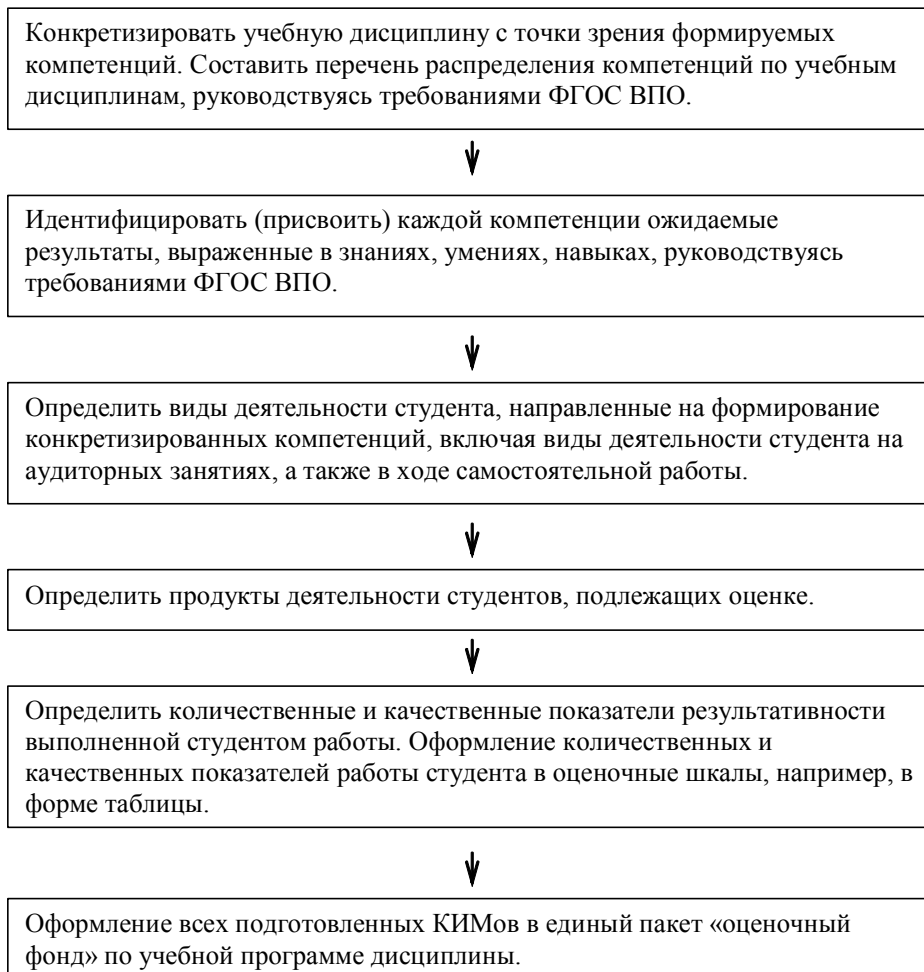 Конкретизировать учебную дисциплину с точки зрения формируемых
компетенций. Составить перечень распределения компетенций по учебным
дисциплинам, руководствуясь требованиями ФГОС ВПО.
Идентифицировать (присвоить) каждой компетенции ожидаемые
результаты, выраженные в знаниях, умениях, навыках, руководствуясь
требованиями ФГОС ВПО.
Определить виды деятельности студента, направленные на формирование
конкретизированных компетенций, включая виды деятельности студента на
аудиторных занятиях, а также в ходе самостоятельной работы.
Определить продукты деятельности студентов, подлежащих оценке.
Определить количественные и качественные показатели результативности
выполненной студентом работы. Оформление количественных и
качественных показателей работы студента в оценочные шкалы, например, в
форме таблицы.
Оформление всех подготовленных КИМов в единый пакет «оценочный
фонд» по учебной программе дисциплины.